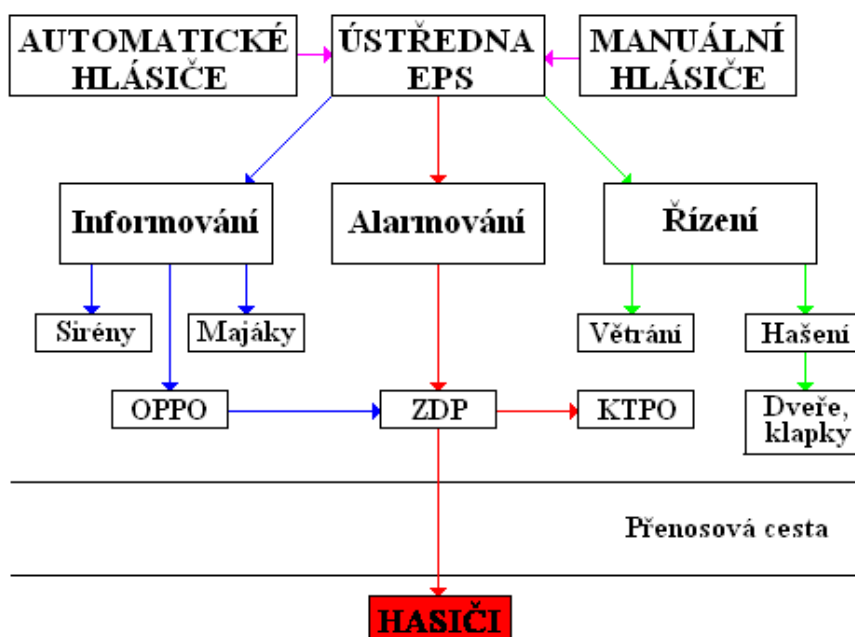 AUTOMATICKÉ
HLÁSIČE
ÚSTŘEDNA
EPS
MANUÁLNÍ
HLÁSIČE
Informování
Alarmování
Řízení
Sirény
Majáky
Větrání
Hašení
OPPO
ZDP
KTPO
Dveře,
klapky
Přenosová cesta
HASIČI